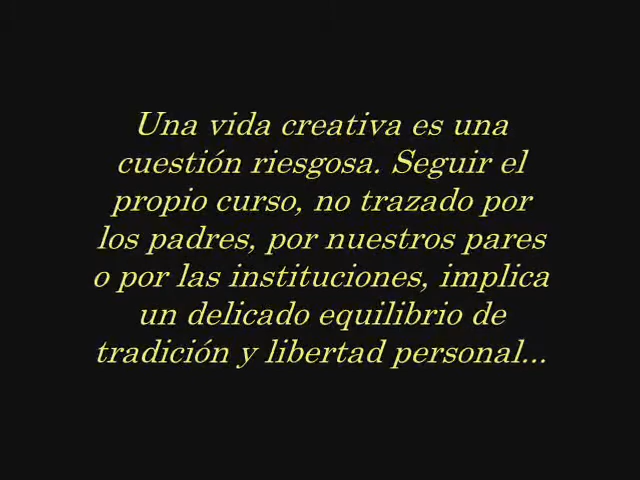 Una vida creativa es una
cuestión riesgosa. Seguir el
propio curso, no trazado por
los padres, por nuestros pares
o por las instituciones, implica
un delicado equilibrio de
tradición y libertad personal...